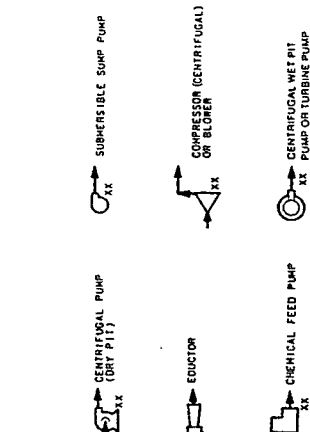 CENTRIFUGAL PUMP
(DRY PIT)
XX
SUBMERSIBLE SUMP PUMP
XX
EDUCTOR
COMPRESSOR (CENTRIFUGAL)
OR BLOWER
XX
CHEMICAL FEED PUMP
XX
CENTRIFUGAL WET PIT
PUMP OR TURBINE PUMP
XX